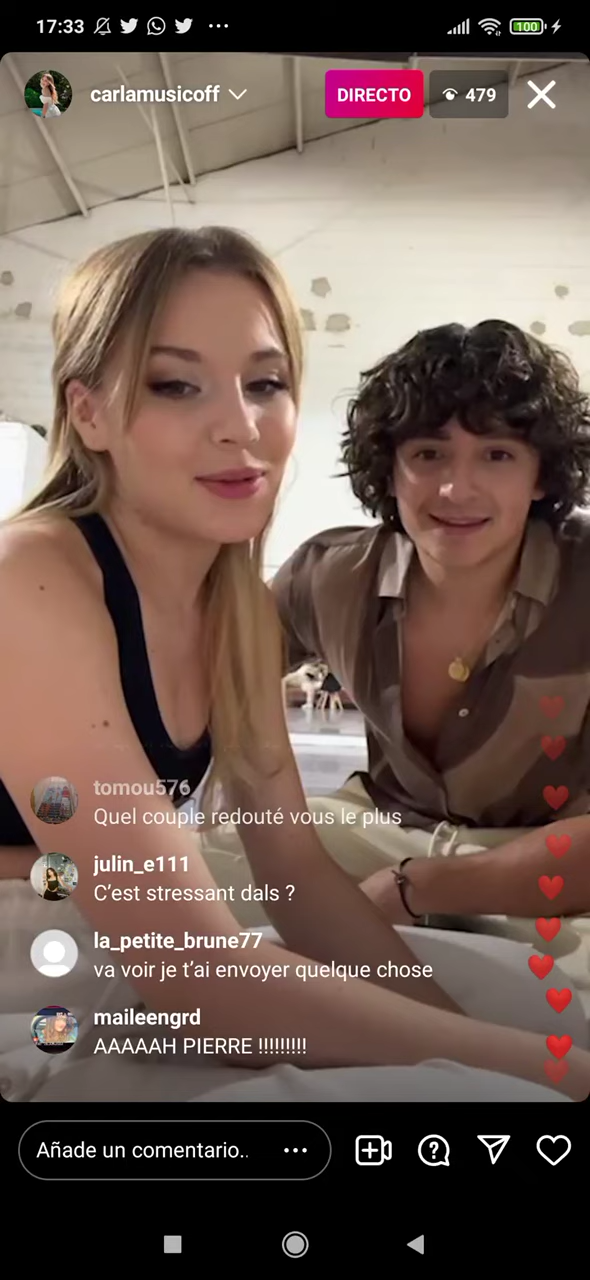 17:33
100
carlamusicoff
DIRECTO
479
tomou576
Quel couple redouté vous le plus
julin_e111
C'est stressant dals ?
la_petite_brune77
va voir je t'ai envoyer quelque chose
maileengrd
AAAAAH PIERRE !!!!!!!!!
Añade un comentario..